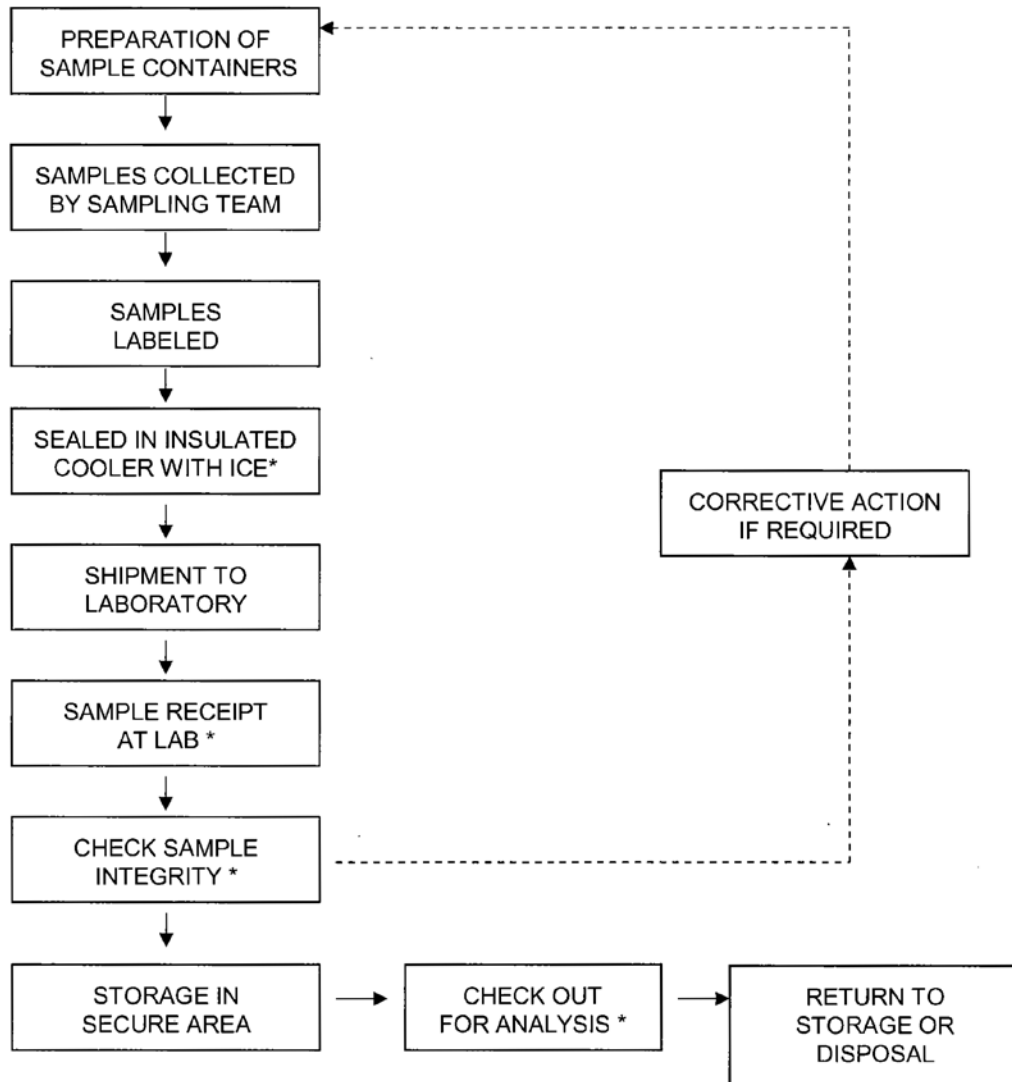 PREPARATION OF
SAMPLE CONTAINERS
SAMPLES COLLECTED
BY SAMPLING TEAM
SAMPLES
LABELED
SEALED IN INSULATED
COOLER WITH ICE*
CORRECTIVE ACTION
IF REQUIRED
SHIPMENT TO
LABORATORY
SAMPLE RECEIPT
AT LAB *
CHECK SAMPLE
INTEGRITY *
STORAGE IN
SECURE AREA
CHECK OUT
FOR ANALYSIS *
RETURN TO
STORAGE OR
DISPOSAL